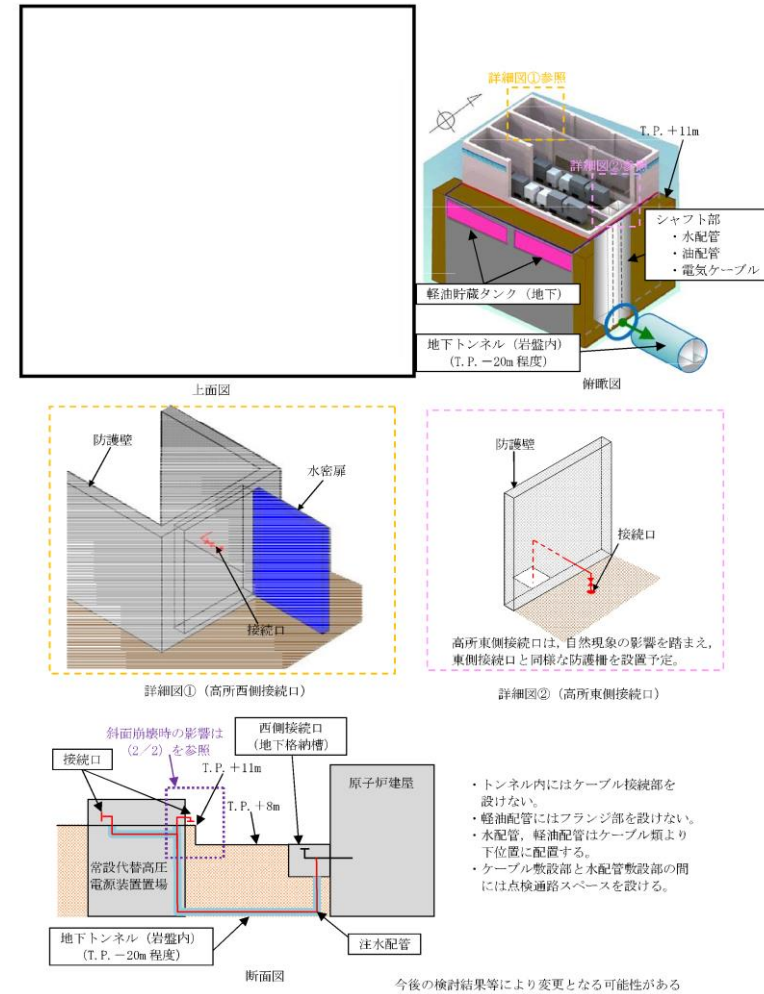 上面図
詳細図①参照
T.P.+11m
詳細図②参照
シャフト部
・水配管
・油配管
・電気ケーブル
軽油貯蔵タンク（地下）
地下トンネル（岩盤内）
(T.P.－20m 程度)
俯瞰図
防護壁
水密扉
接続口
詳細図①（高所西側接続口）
防護壁
接続口
高所東側接続口は，自然現象の影響を踏まえ，
東側接続口と同様な防護柵を設置予定。
詳細図②（高所東側接続口）
斜面崩壊時の影響は
(2／2) を参照
接続口
T.P.+11m
西側接続口
(地下格納槽)
T.P.+8m
原子炉建屋
常設代替高圧
電源装置置場
地下トンネル（岩盤内）
(T.P.－20m 程度)
注水配管
断面図
・トンネル内にはケーブル接続部を
設けない。
・軽油配管にはフランジ部を設けない。
・水配管，軽油配管はケーブル類より
下位置に配置する。
・ケーブル敷設部と水配管敷設部の間
には点検通路スペースを設ける。
今後の検討結果等により変更となる可能性がある